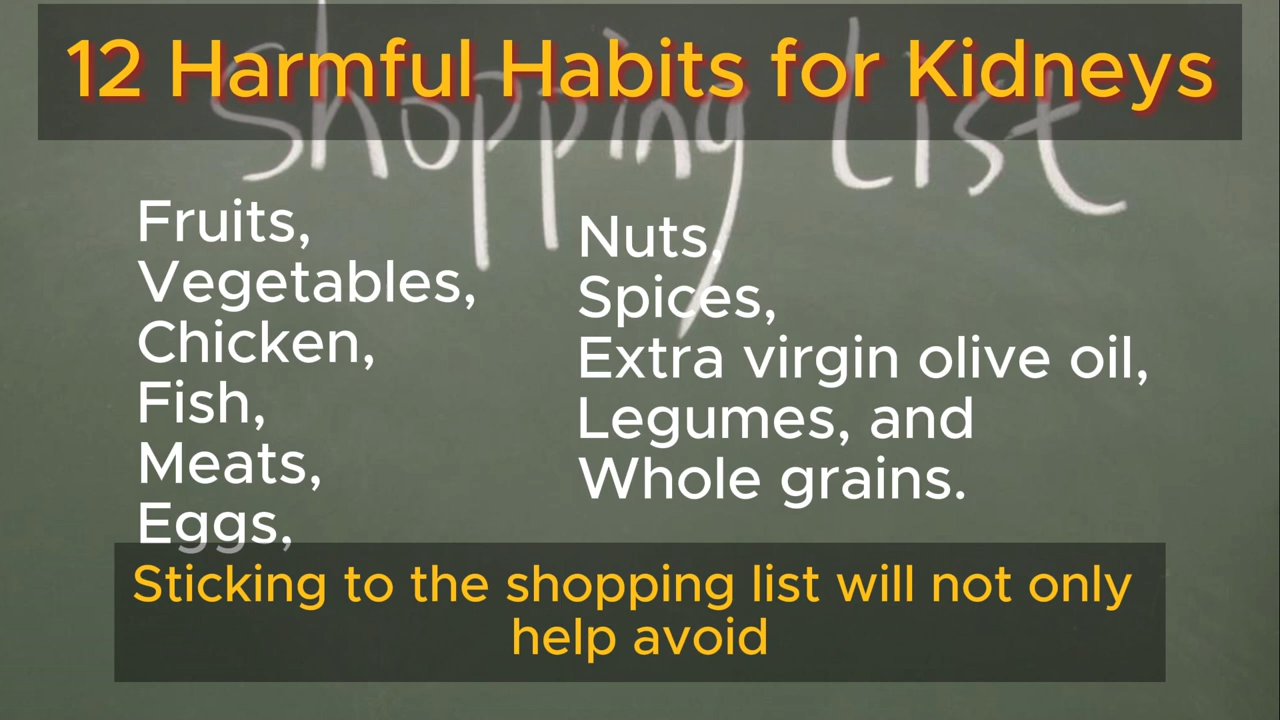 12 Harmful Habits for Kidneys
shopping list
Fruits,
Vegetables,
Chicken,
Fish,
Meats,
Eggs,
Nuts,
Spices,
Extra virgin olive oil,
Legumes, and
Whole grains.
Sticking to the shopping list will not only
help avoid